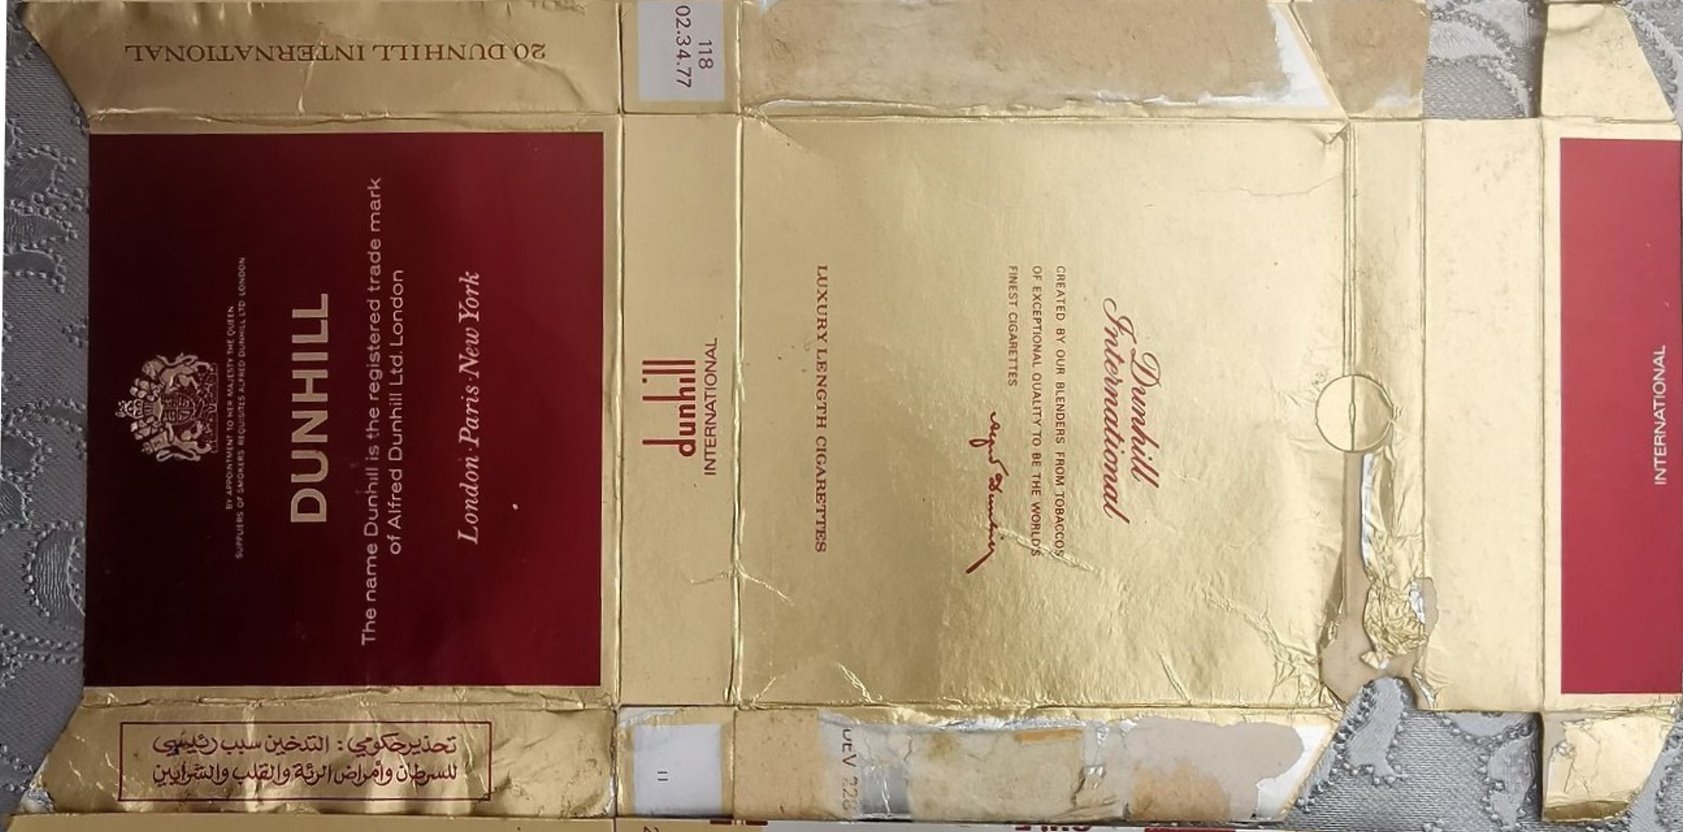 20 DUNHILL INTERNATIONAL
118
02.34.77
BY APPOINTMENT TO HER MAJESTY THE QUEEN
SUPPLIERS OF SMOKERS REQUISITES ALFRED DUNHILL LTD LONDON
DUNHILL
The name Dunhill is the registered trade mark
of Alfred Dunhill Ltd. London
London·Paris·New York
dunhill
INTERNATIONAL
Dunhill
International
CREATED BY OUR BLENDERS FROM TOBACCOS
OF EXCEPTIONAL QUALITY TO BE THE WORLD'S
FINEST CIGARETTES
Alfred Dunhill
LUXURY LENGTH CIGARETTES
INTERNATIONAL
تحذير حكومي: التدخين سبب رئيسي
للسرطان وأمراض الرئة والقلب والشرايين
11